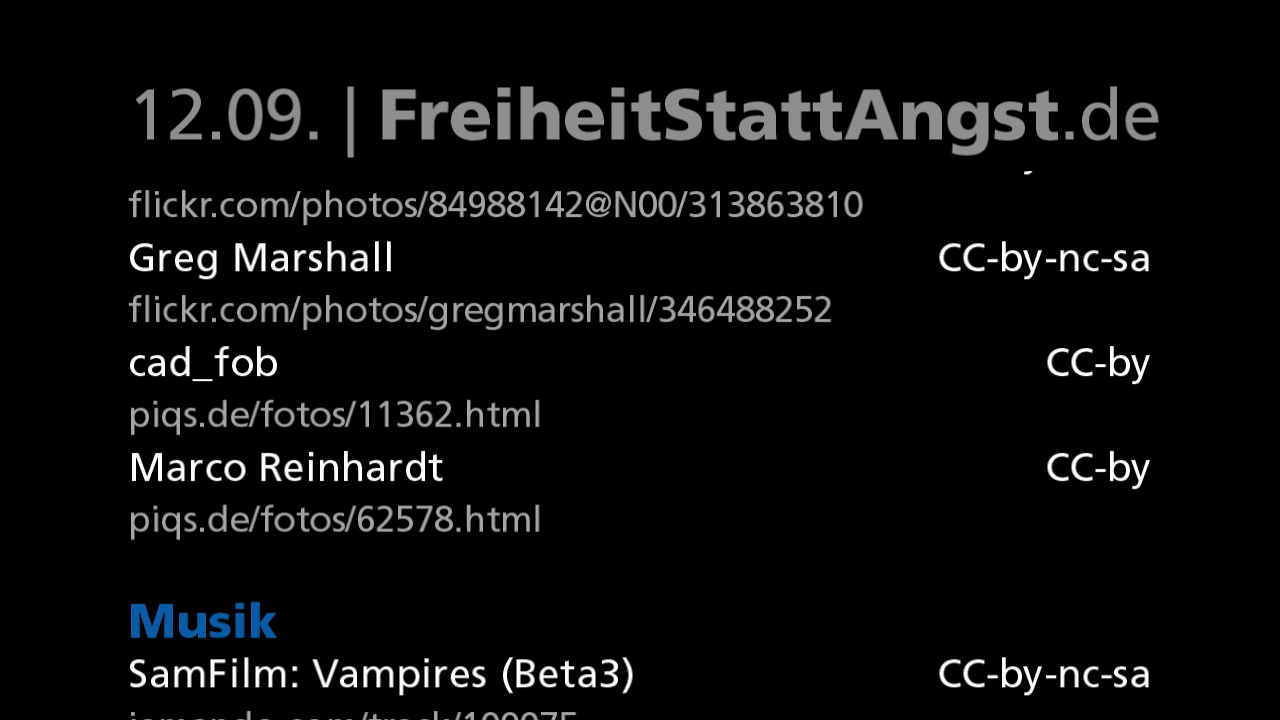 12.09. | FreiheitStattAngst.de
flickr.com/photos/84988142@N00/313863810
Greg Marshall CC-by-nc-sa
flickr.com/photos/gregmarshall/346488252
cad_fob CC-by
piqs.de/fotos/11362.html
Marco Reinhardt CC-by
piqs.de/fotos/62578.html
Musik
SamFilm: Vampires (Beta3) CC-by-nc-sa